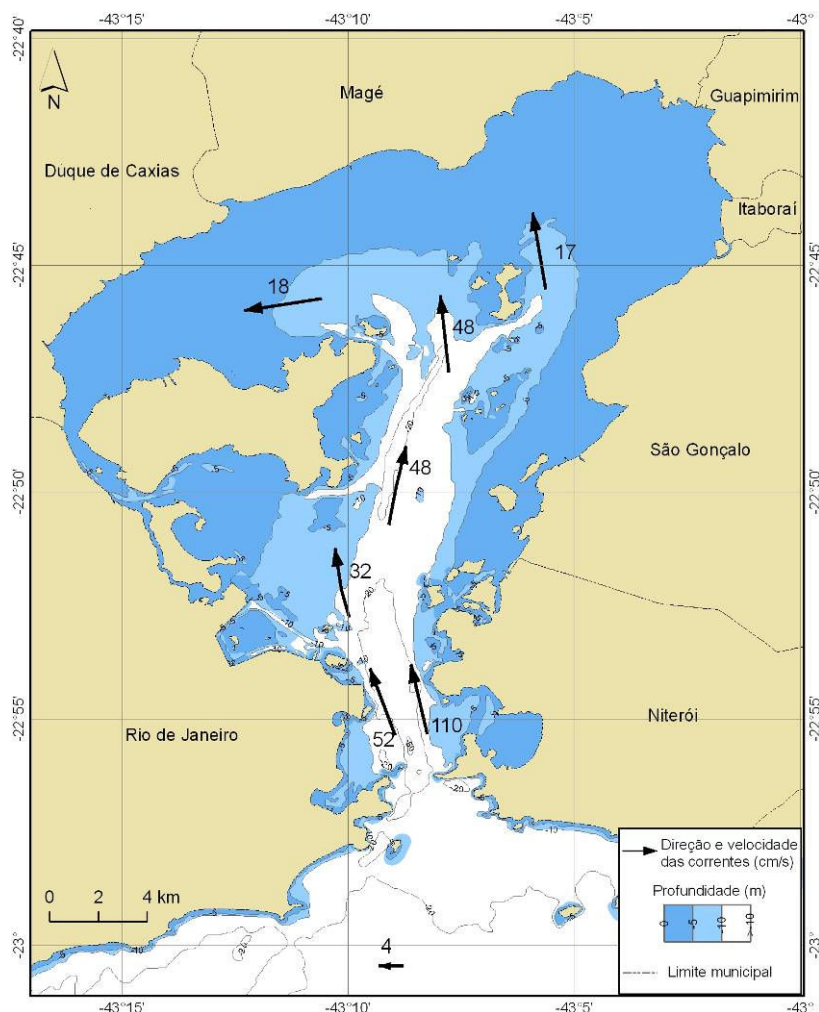 -43°15' -43°10' -43°5' -43°
-22°40'
-22°40'
N
Magé
Guapimirim
Duque de Caxias
Itaboraí
-22°45'
17
-22°45'
18
48
São Gonçalo
48
-22°50'
-22°50'
32
-22°55'
110
Niterói
-22°55'
Rio de Janeiro
52
Direção e velocidade
das correntes (cm/s)
Profundidade (m)
0 -5 -10 >-10
Limite municipal
0 2 4 km
4
-23°
-23°
-43°15' -43°10' -43°5' -43°